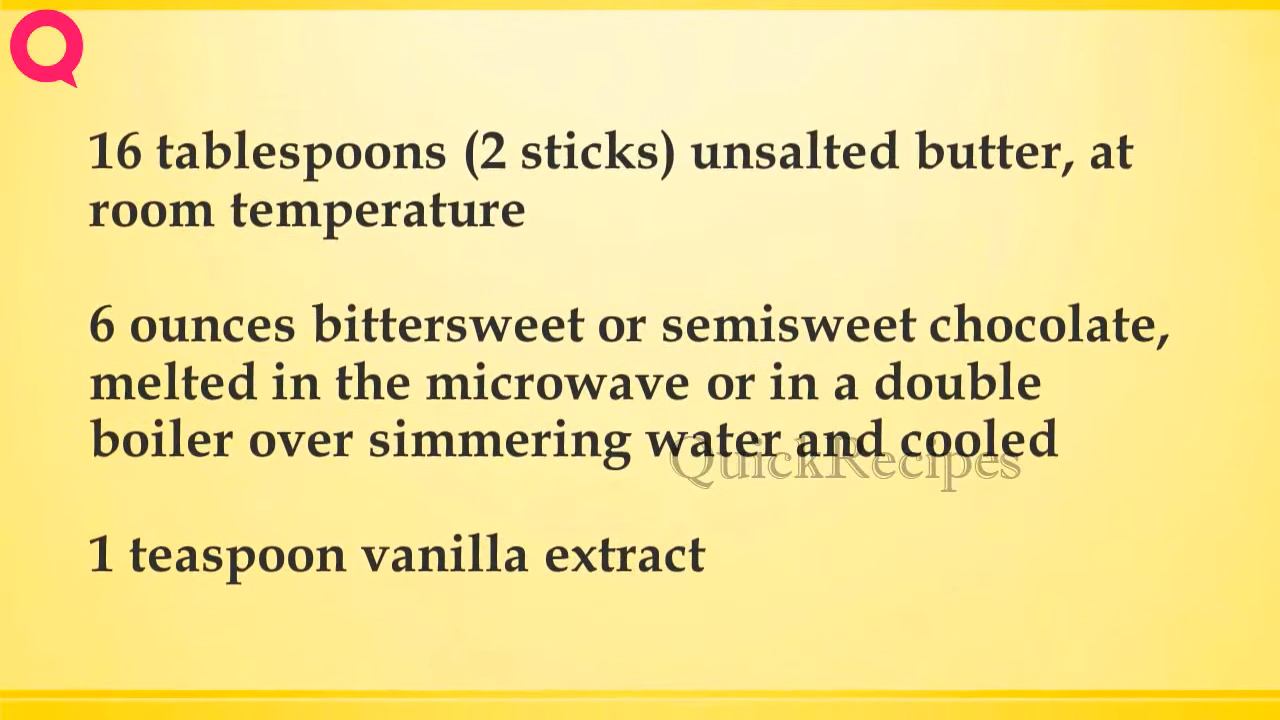 16 tablespoons (2 sticks) unsalted butter, at
room temperature
6 ounces bittersweet or semisweet chocolate,
melted in the microwave or in a double
boiler over simmering water and cooled
QuickRecipes
1 teaspoon vanilla extract